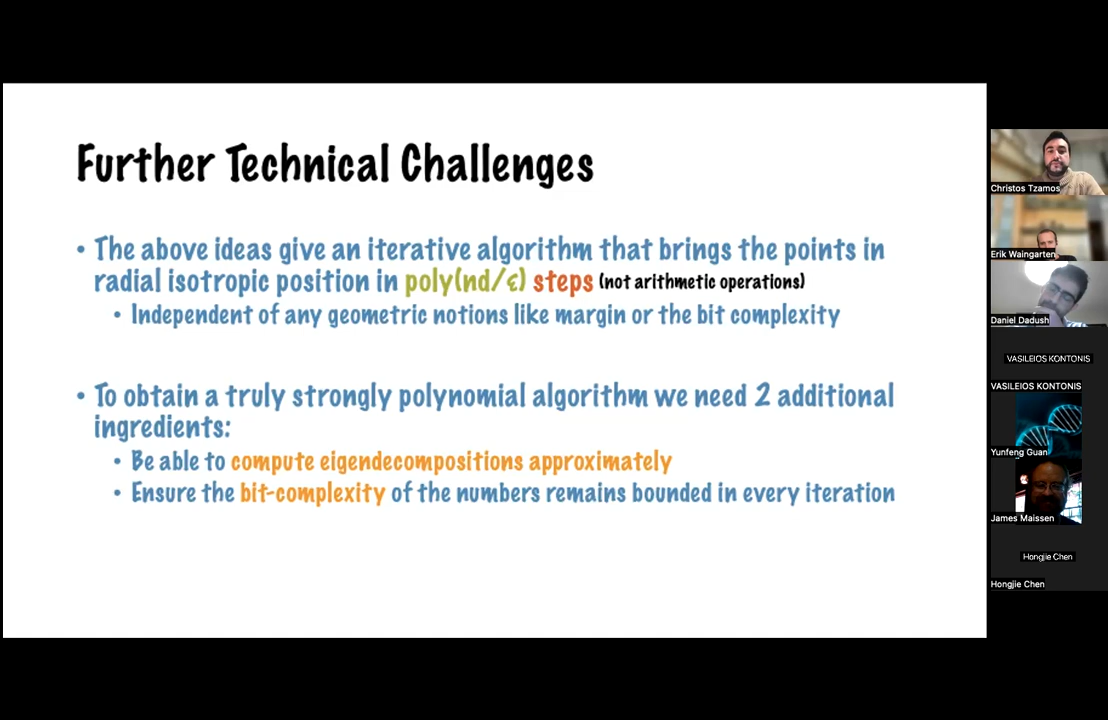 Further Technical Challenges
• The above ideas give an iterative algorithm that brings the points in
radial isotropic position in poly(nd/ε) steps (not arithmetic operations)
• Independent of any geometric notions like margin or the bit complexity
• To obtain a truly strongly polynomial algorithm we need 2 additional
ingredients:
• Be able to compute eigendecompositions approximately
• Ensure the bit-complexity of the numbers remains bounded in every iteration
Christos Tzamos
Erik Waingarten
Daniel Dadush
VASILEIOS KONTONIS
VASILEIOS KONTONIS
Yunfeng Guan
James Maissen
Hongjie Chen
Hongjie Chen